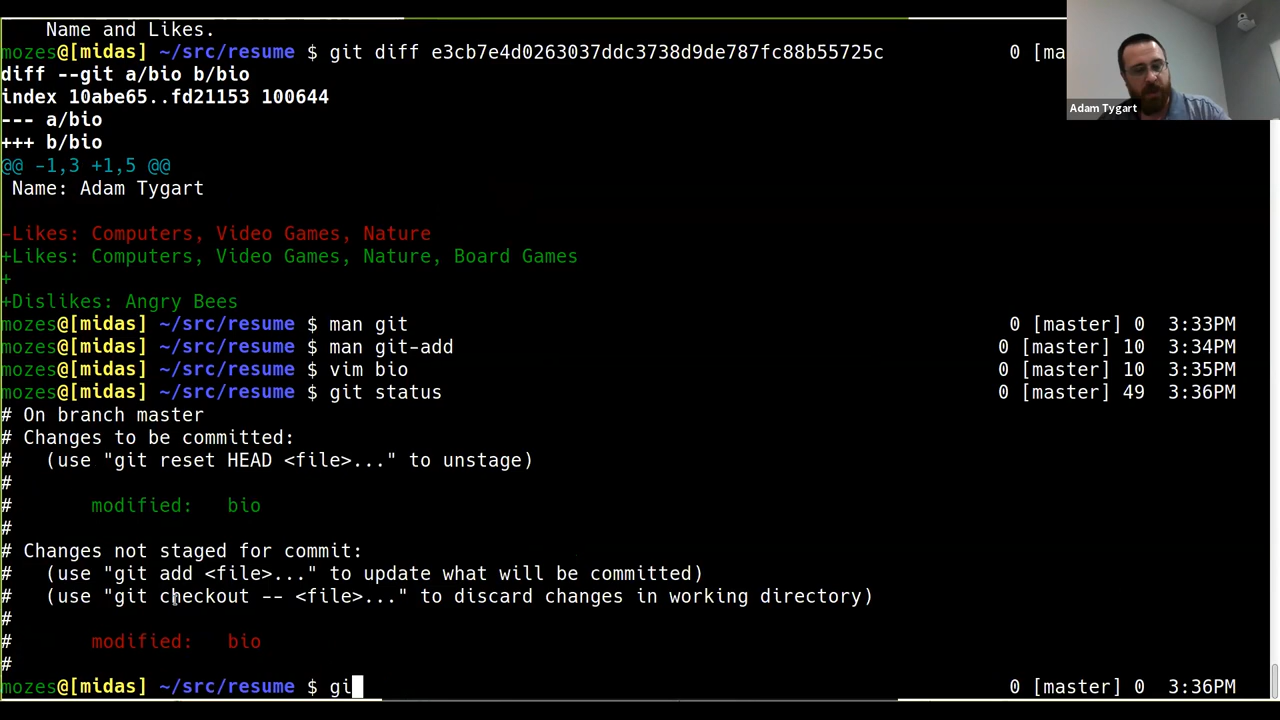 Name and Likes.
mozes@[midas] ~/src/resume $ git diff e3cb7e4d0263037ddc3738d9de787fc88b55725c 0 [ma
diff --git a/bio b/bio
index 10abe65..fd21153 100644
--- a/bio
+++ b/bio
@@ -1,3 +1,5 @@
Name: Adam Tygart
-Likes: Computers, Video Games, Nature
+Likes: Computers, Video Games, Nature, Board Games
+
+Dislikes: Angry Bees
mozes@[midas] ~/src/resume $ man git 0 [master] 0 3:33PM
mozes@[midas] ~/src/resume $ man git-add 0 [master] 10 3:34PM
mozes@[midas] ~/src/resume $ vim bio 0 [master] 10 3:35PM
mozes@[midas] ~/src/resume $ git status 0 [master] 49 3:36PM
# On branch master
# Changes to be committed:
#   (use "git reset HEAD <file>..." to unstage)
#
#       modified:   bio
#
# Changes not staged for commit:
#   (use "git add <file>..." to update what will be committed)
#   (use "git checkout -- <file>..." to discard changes in working directory)
#
#       modified:   bio
#
mozes@[midas] ~/src/resume $ gi 0 [master] 0 3:36PM
Adam Tygart